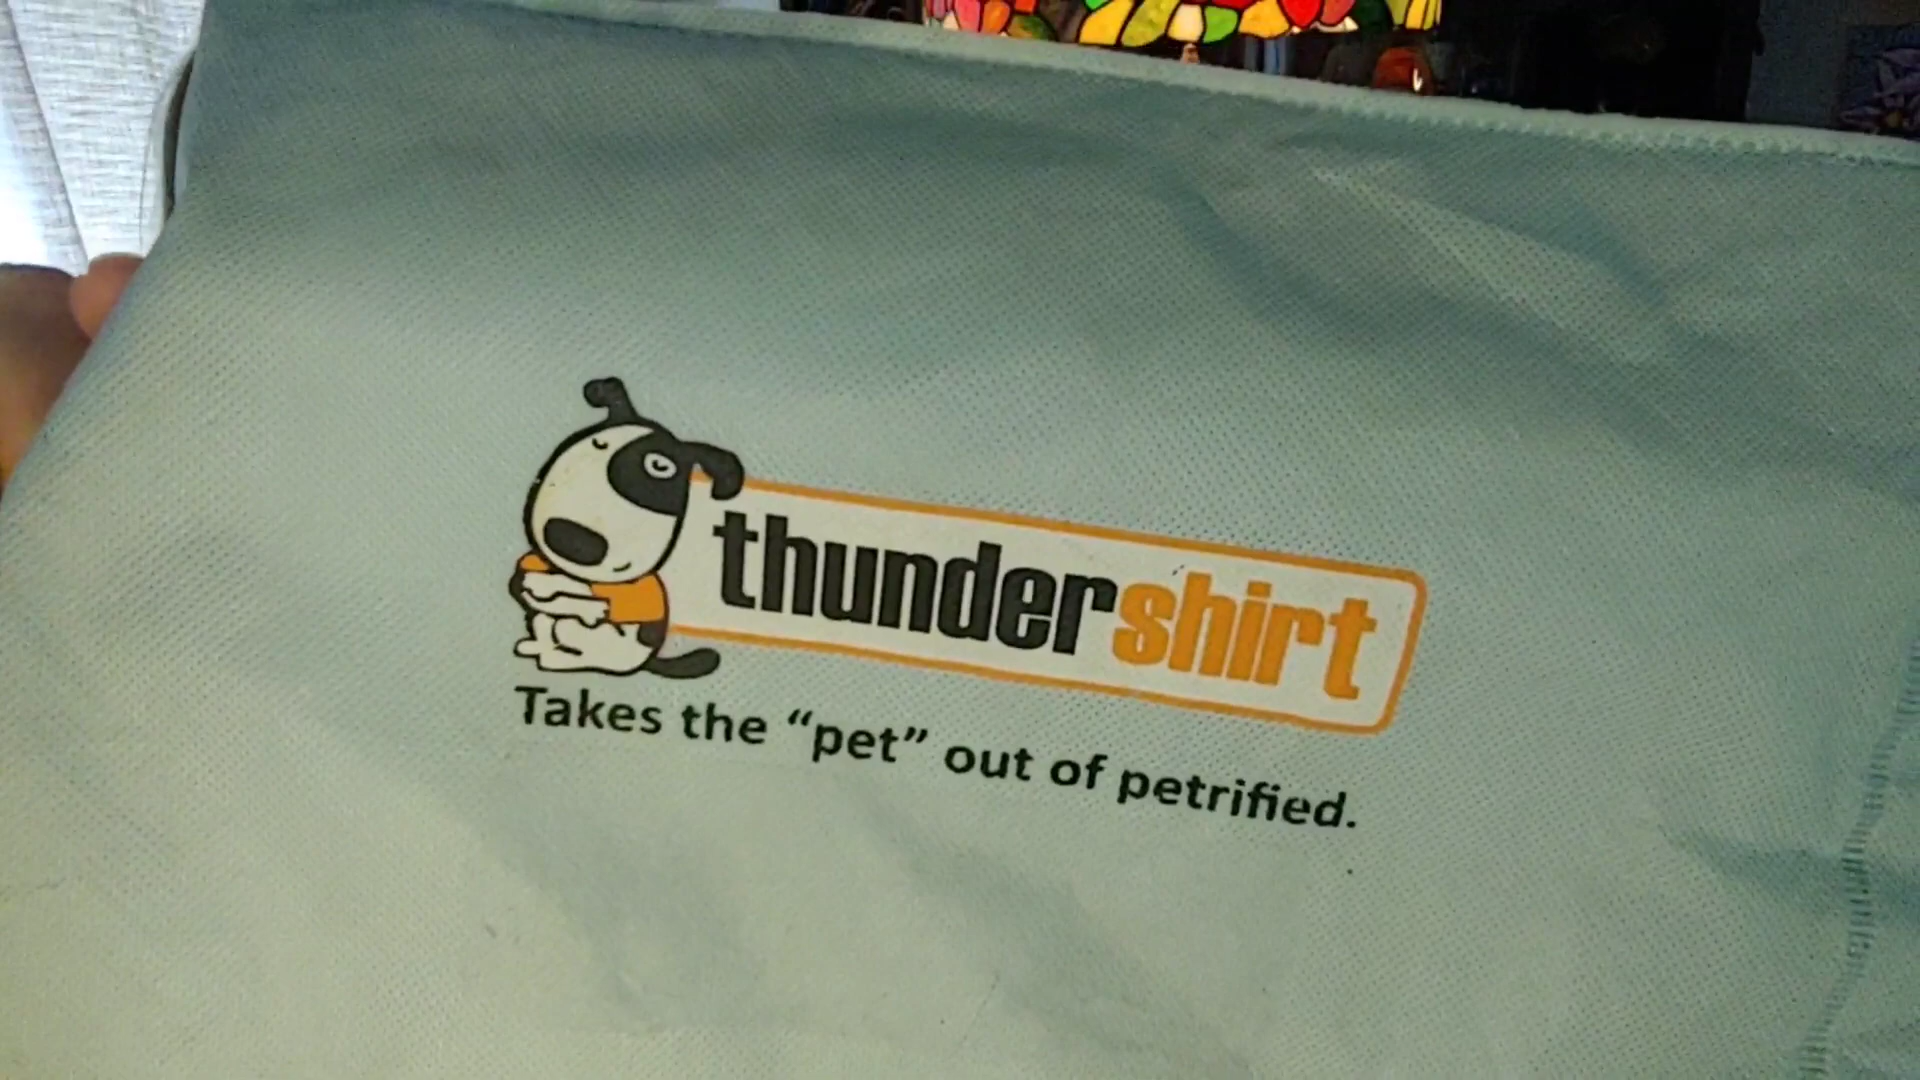 thundershirt
Takes the “pet” out of petrified.